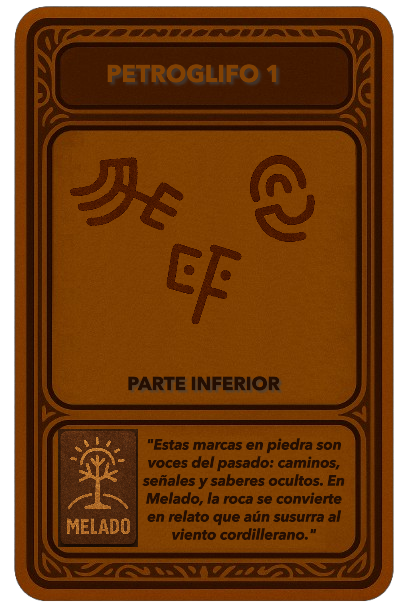 PETROGLIFO 1
PARTE INFERIOR
MELADO
"Estas marcas en piedra son
voces del pasado: caminos,
señales y saberes ocultos. En
Melado, la roca se convierte
en relato que aún susurra al
viento cordillerano."